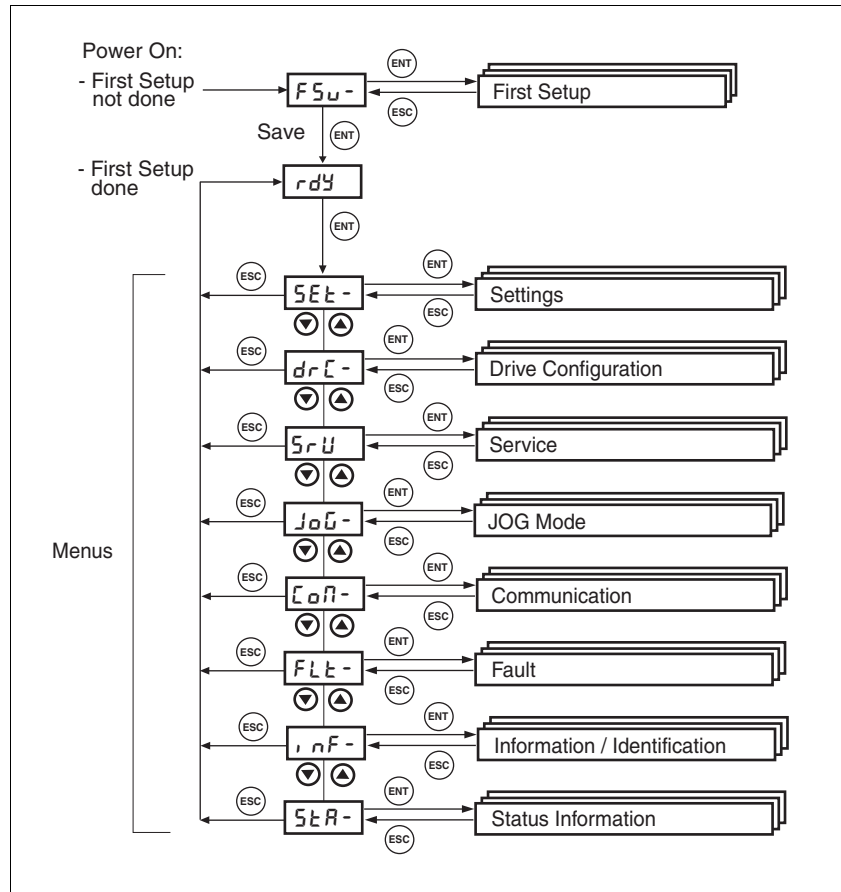 Power On:
- First Setup
not done
FSu-
ENT
ESC
First Setup
Save
ENT
- First Setup
done
rdY
ENT
Menus
ESC
SEt-
ENT
ESC
Settings
ESC
drC-
ENT
ESC
Drive Configuration
ESC
SrU
ENT
ESC
Service
ESC
JoG-
ENT
ESC
JOG Mode
ESC
CoM-
ENT
ESC
Communication
ESC
FLt-
ENT
ESC
Fault
ESC
inF-
ENT
ESC
Information / Identification
ESC
StA-
ENT
ESC
Status Information